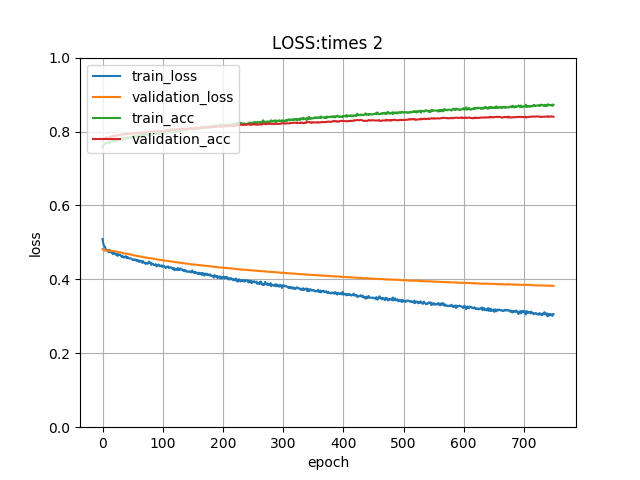 LOSS:times 2
1.0
0.8
0.6
0.4
0.2
0.0
loss
train_loss
validation_loss
train_acc
validation_acc
0 100 200 300 400 500 600 700
epoch